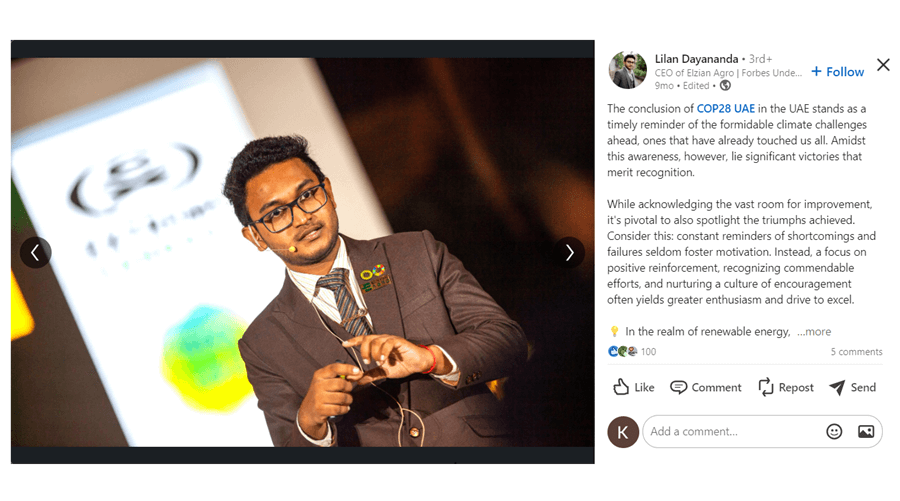 Lilan Dayananda • 3rd+
CEO of Elzian Agro | Forbes Unde...
9mo • Edited •
+ Follow
The conclusion of COP28 UAE in the UAE stands as a
timely reminder of the formidable climate challenges
ahead, ones that have already touched us all. Amidst
this awareness, however, lie significant victories that
merit recognition.
While acknowledging the vast room for improvement,
it's pivotal to also spotlight the triumphs achieved.
Consider this: constant reminders of shortcomings and
failures seldom foster motivation. Instead, a focus on
positive reinforcement, recognizing commendable
efforts, and nurturing a culture of encouragement
often yields greater enthusiasm and drive to excel.
💡 In the realm of renewable energy, ...more
100
5 comments
Like
Comment
Repost
Send
K
Add a comment...